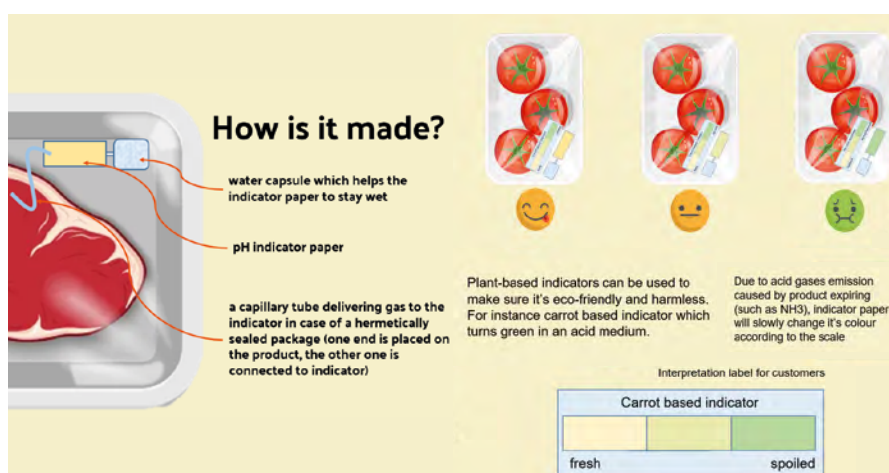 How is it made?
water capsule which helps the
indicator paper to stay wet
pH indicator paper
a capillary tube delivering gas to the
indicator in case of a hermetically
sealed package (one end is placed on
the product, the other one is
connected to indicator)
Plant-based indicators can be used to
make sure it's eco-friendly and harmless.
For instance carrot based indicator which
turns green in an acid medium.
Due to acid gases emission
caused by product expiring
(such as NH3), indicator paper
will slowly change it's colour
according to the scale
Interpretation label for customers
Carrot based indicator
fresh
spoiled